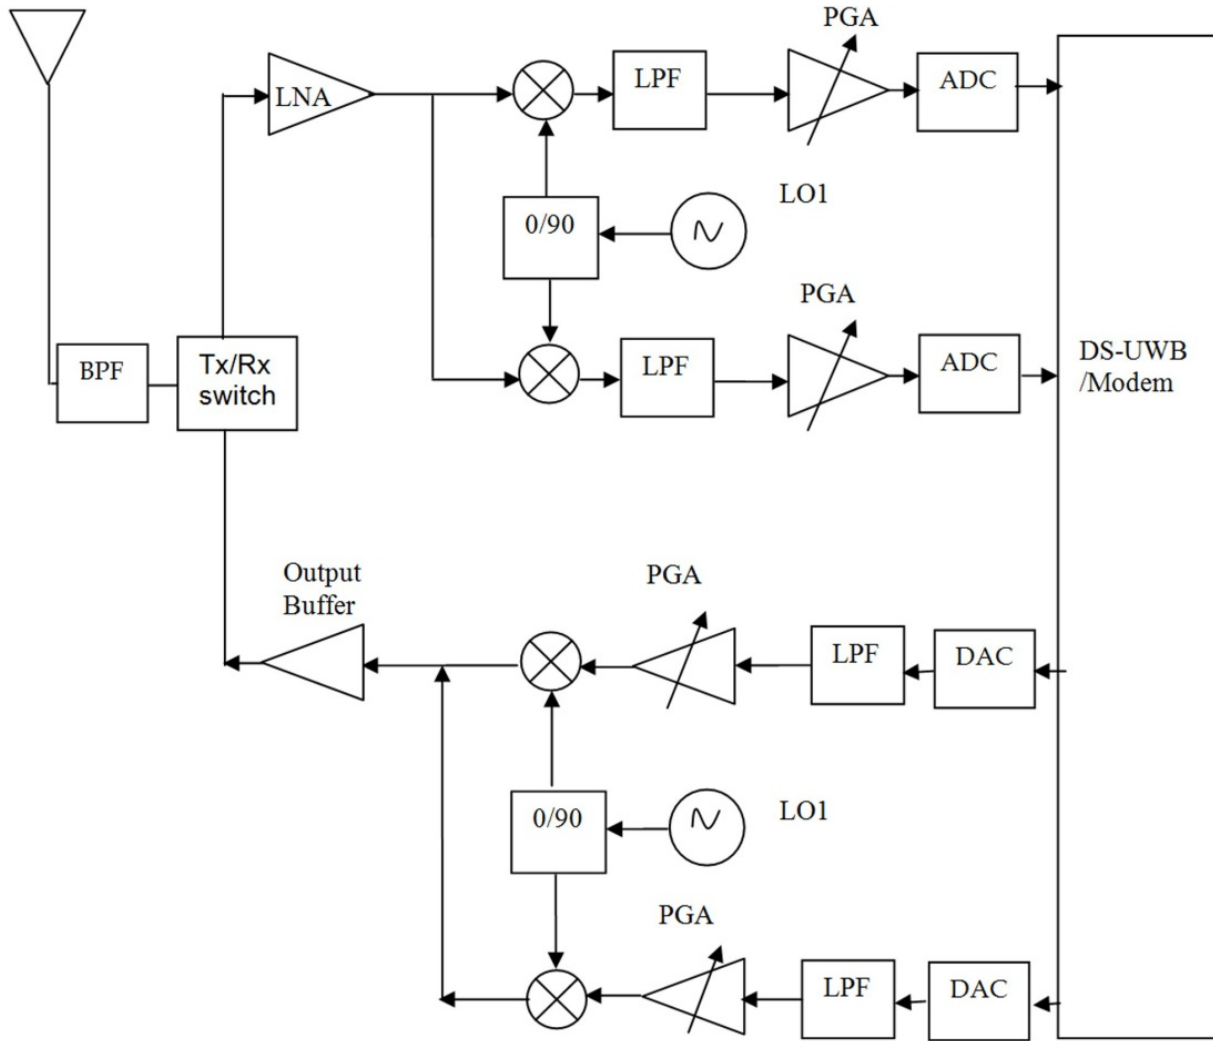 PGA
LNA
LPF
ADC
0/90
LO1
PGA
BPF
Tx/Rx
switch
LPF
ADC
DS-UWB
/Modem
Output
Buffer
PGA
LPF
DAC
0/90
LO1
PGA
LPF
DAC